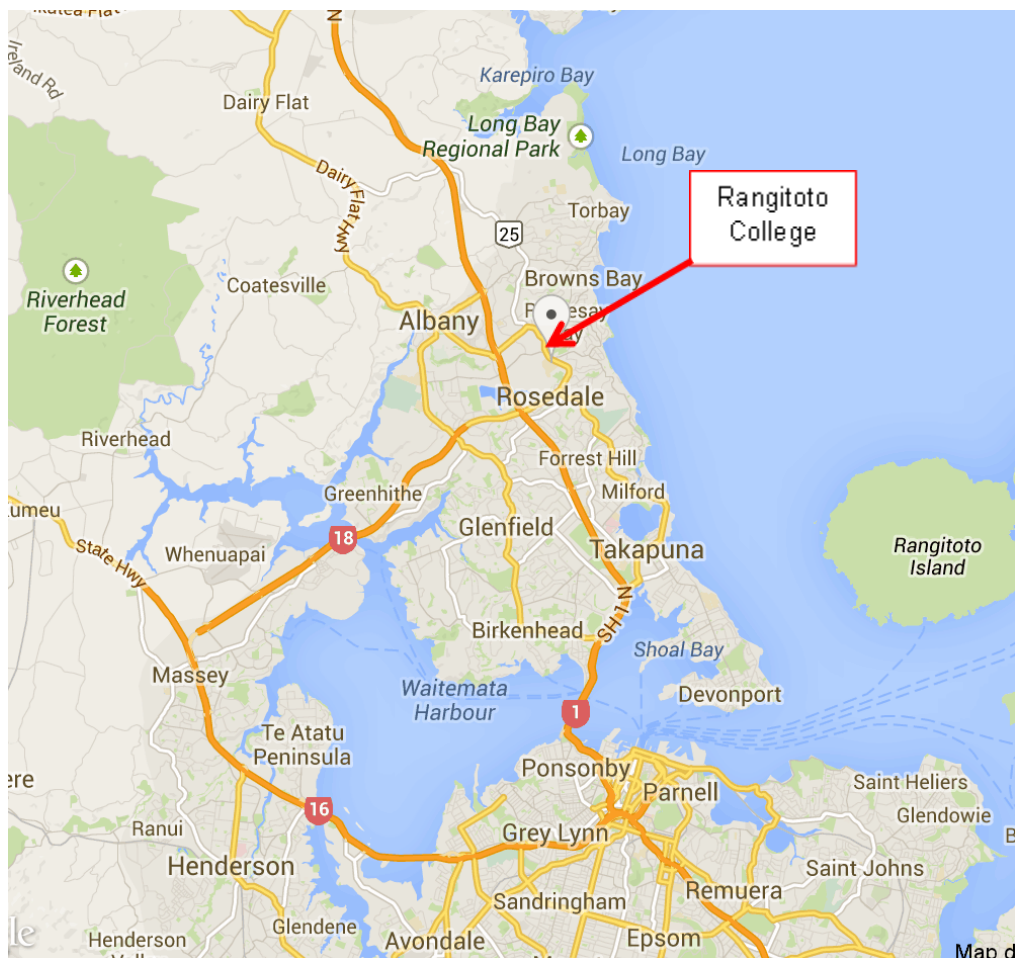 Ireland Rd
Dairy Flat
Karepiro Bay
Long Bay
Regional Park
Long Bay
Dairy Flat Hwy
Torbay
Rangitoto
College
25
Riverhead
Forest
Coatesville
Browns Bay
Albany
Rosedale
Riverhead
Forrest Hill
Greenhithe
Milford
Glenfield
18
Whenuapai
State Hwy
Takapuna
Rangitoto
Island
Birkenhead
Shoal Bay
Massey
Waitemata
Harbour
Devonport
1
Te Atatu
Peninsula
Ponsonby
Saint Heliers
Parnell
16
Glendowie
Ranui
Grey Lynn
Henderson
Saint Johns
Remuera
Sandringham
Glendene
Henderson
Avondale
Epsom
Map d